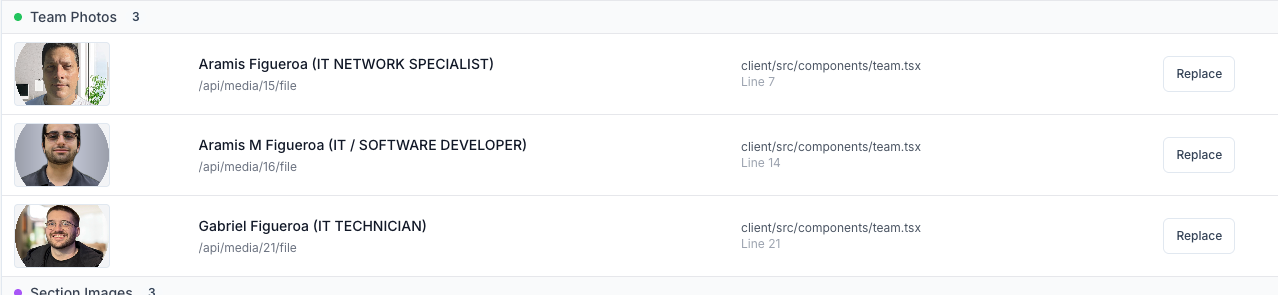 Team Photos 3
Aramis Figueroa (IT NETWORK SPECIALIST)
/api/media/15/file
client/src/components/team.tsx
Line 7
Replace
Aramis M Figueroa (IT / SOFTWARE DEVELOPER)
/api/media/16/file
client/src/components/team.tsx
Line 14
Replace
Gabriel Figueroa (IT TECHNICIAN)
/api/media/21/file
client/src/components/team.tsx
Line 21
Replace
Section Images 3